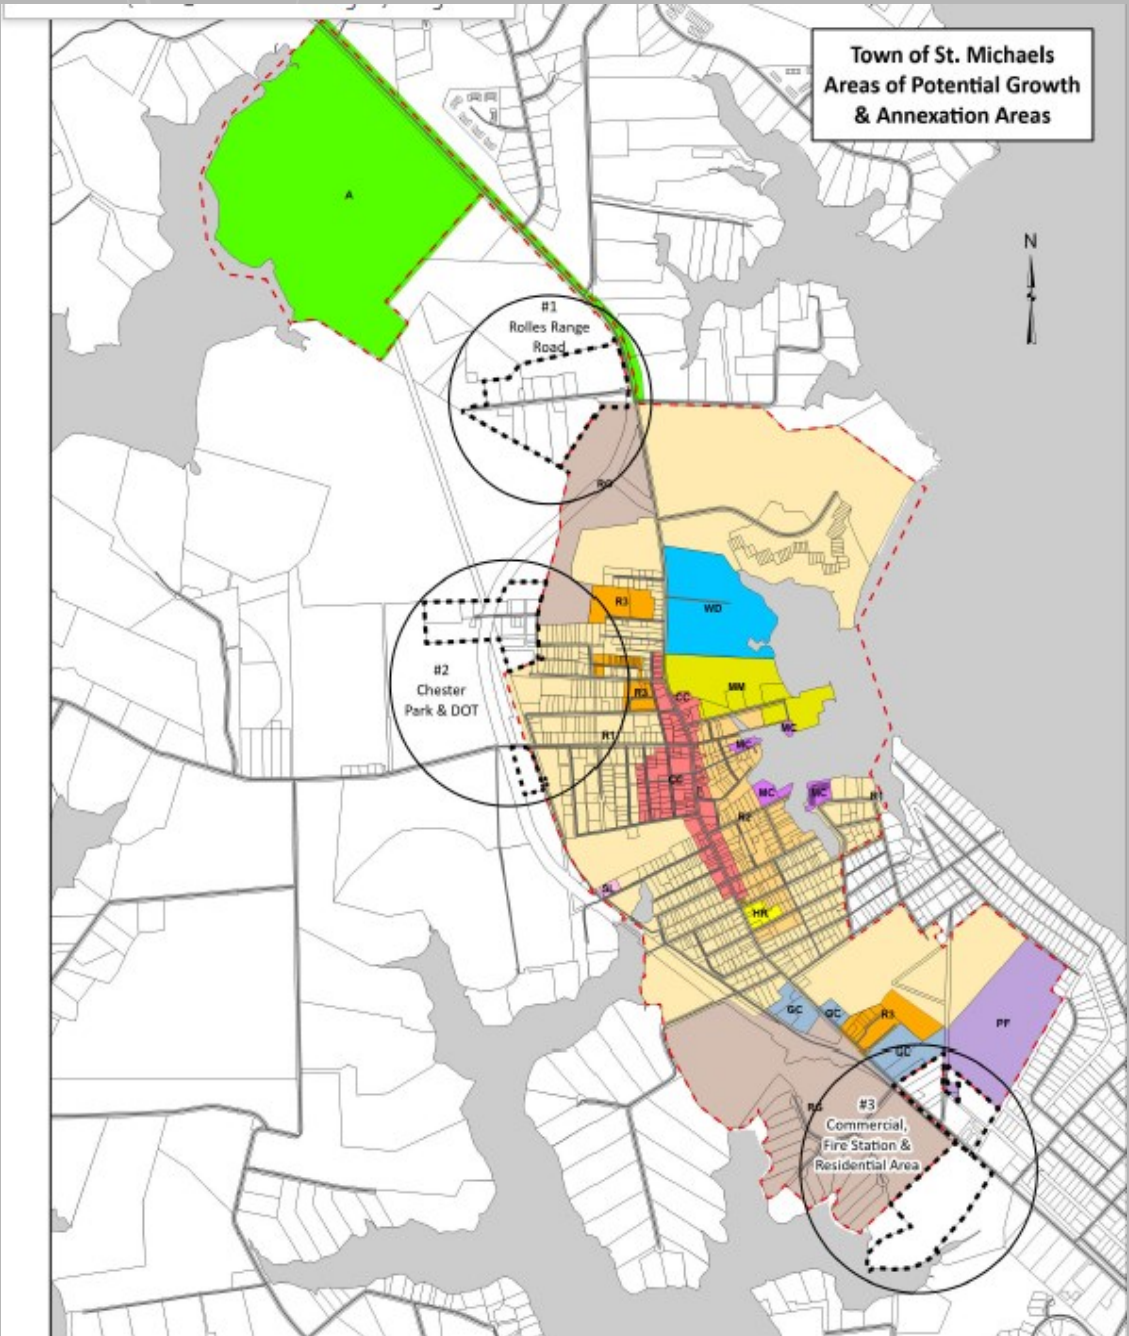 Town of St. Michaels
Areas of Potential Growth
& Annexation Areas
A
N
#1
Rolles Range
Road
RG
R3
WD
#2
Chester
Park & DOT
R3
CC
MM
MC
MC
R1
CC
MC
MC
R1
R2
SL
HR
GC
GC
R3
PF
GC
RG
#3
Commercial,
Fire Station &
Residential Area